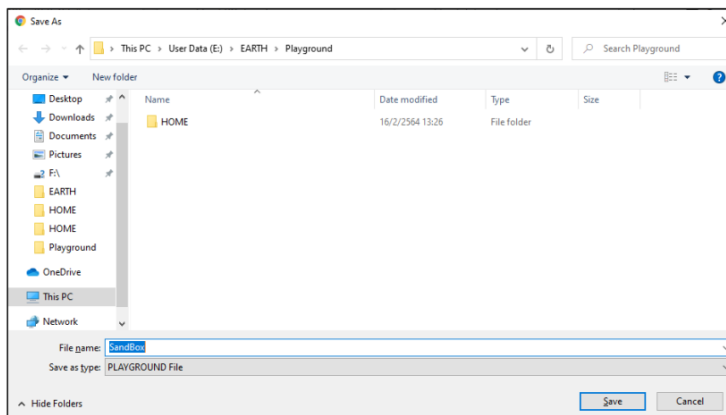 Save As
This PC > User Data (E:) > EARTH > Playground
Search Playground
Organize
New folder
Name Date modified Type Size
HOME 16/2/2564 13:26 File folder
Desktop
Downloads
Documents
Pictures
F:\
EARTH
HOME
HOME
Playground
OneDrive
This PC
Network
File name: SandBox
Save as type: PLAYGROUND File
Hide Folders
Save Cancel